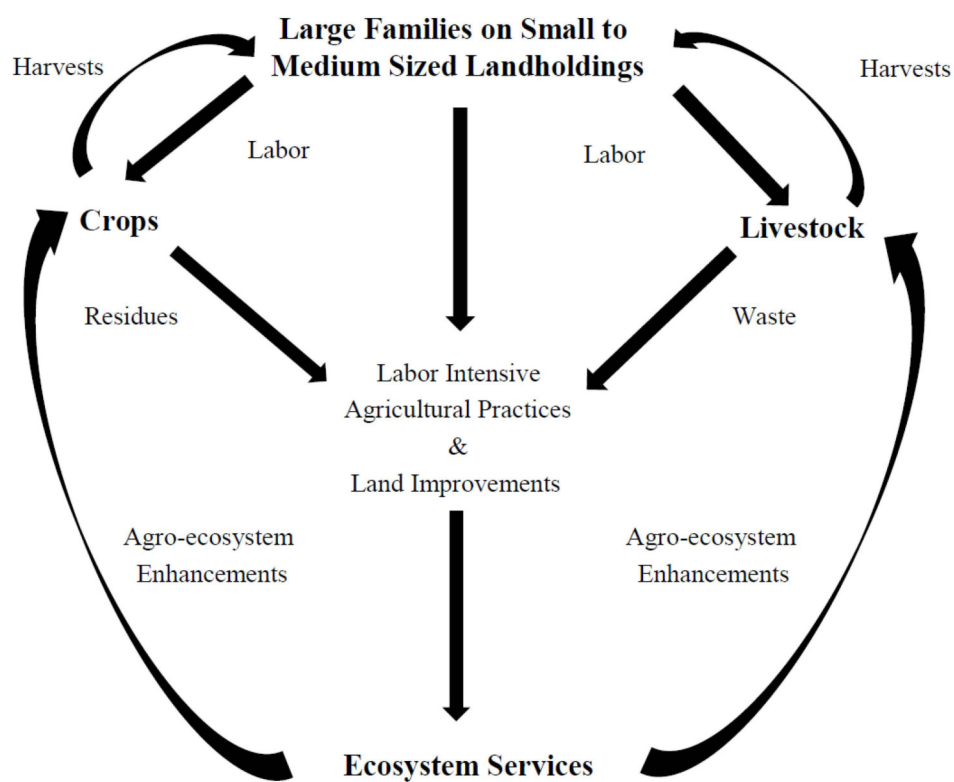 Large Families on Small to
Medium Sized Landholdings
Harvests
Harvests
Labor
Labor
Crops
Livestock
Residues
Waste
Labor Intensive
Agricultural Practices
&
Land Improvements
Agro-ecosystem
Enhancements
Agro-ecosystem
Enhancements
Ecosystem Services